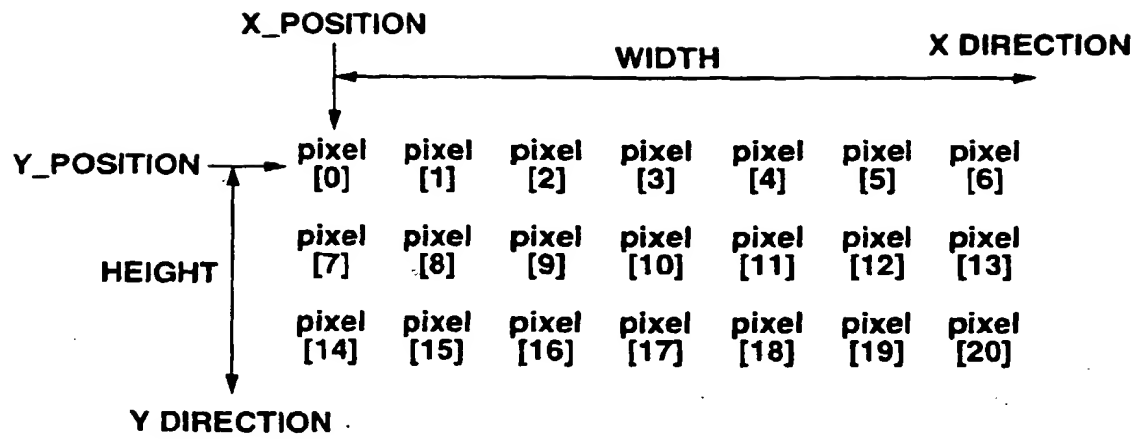 X_POSITION
WIDTH
X DIRECTION
Y_POSITION
pixel pixel pixel pixel pixel pixel pixel
[0] [1] [2] [3] [4] [5] [6]
HEIGHT
pixel pixel pixel pixel pixel pixel pixel
[7] [8] [9] [10] [11] [12] [13]
pixel pixel pixel pixel pixel pixel pixel
[14] [15] [16] [17] [18] [19] [20]
Y DIRECTION